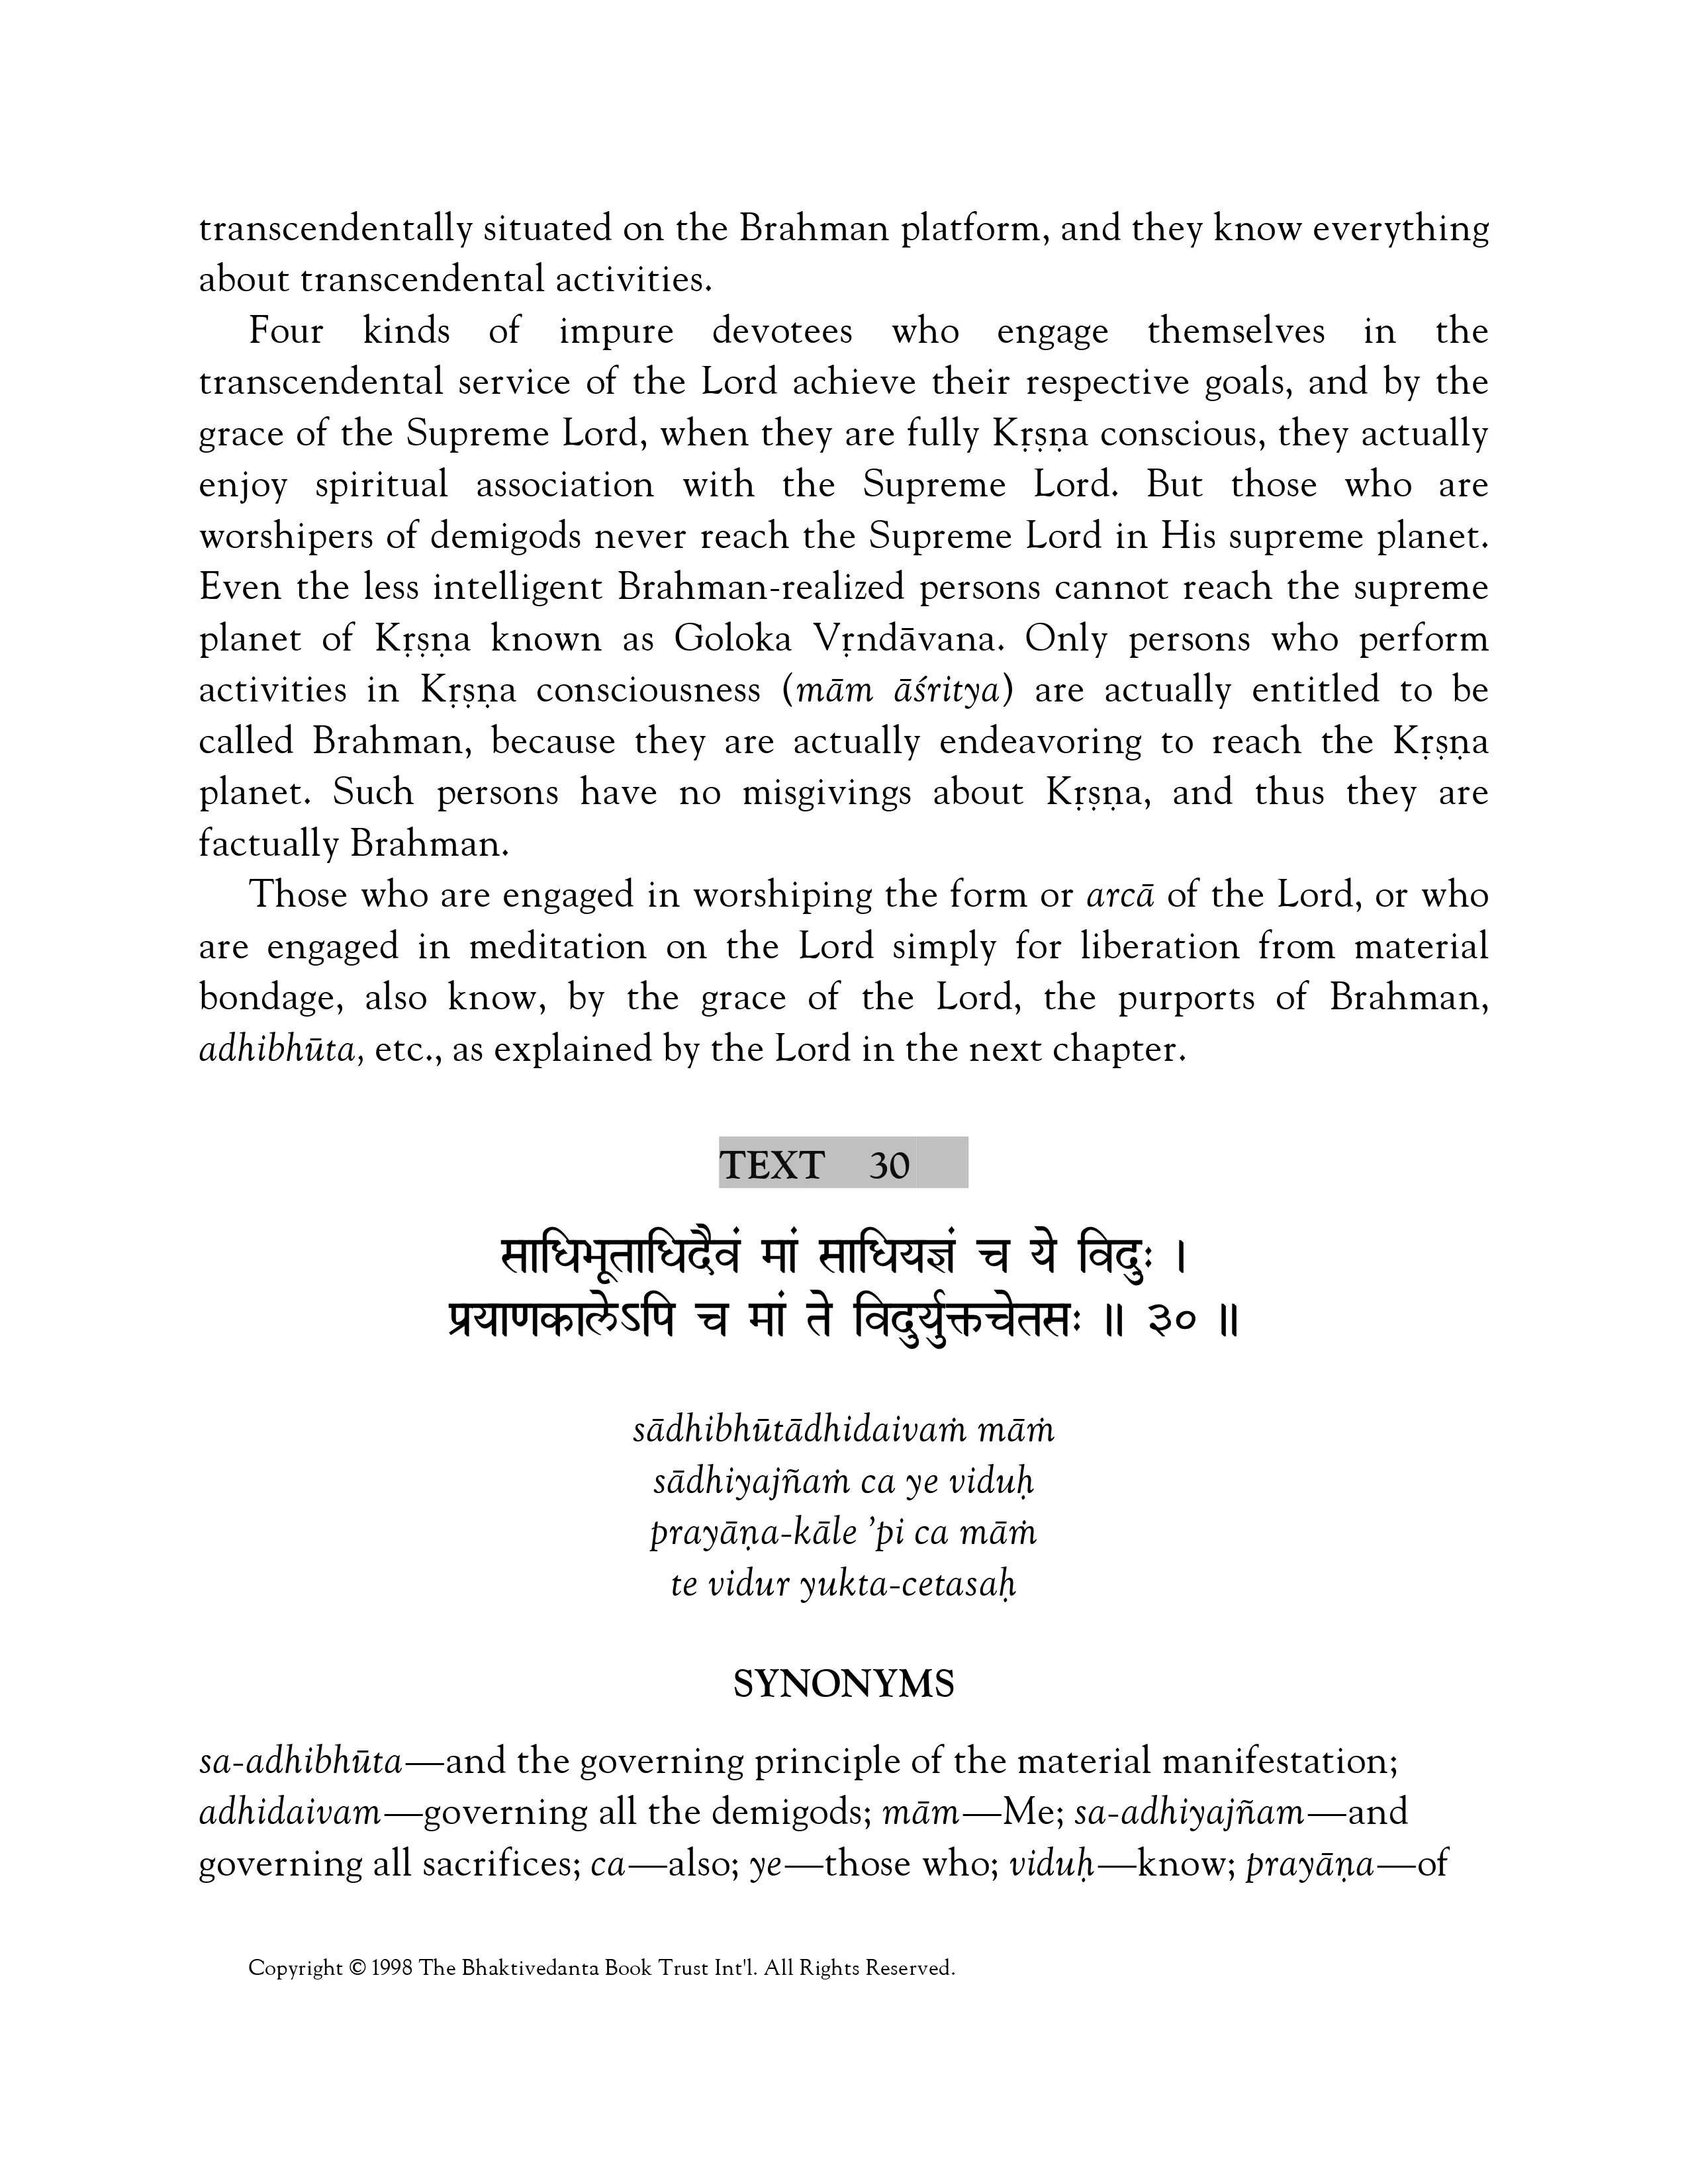 transcendentally situated on the Brahman platform, and they know everything
about transcendental activities.
Four kinds of impure devotees who engage themselves in the
transcendental service of the Lord achieve their respective goals, and by the
grace of the Supreme Lord, when they are fully Kṛṣṇa conscious, they actually
enjoy spiritual association with the Supreme Lord. But those who are
worshipers of demigods never reach the Supreme Lord in His supreme planet.
Even the less intelligent Brahman-realized persons cannot reach the supreme
planet of Kṛṣṇa known as Goloka Vṛndāvana. Only persons who perform
activities in Kṛṣṇa consciousness (mām āśritya) are actually entitled to be
called Brahman, because they are actually endeavoring to reach the Kṛṣṇa
planet. Such persons have no misgivings about Kṛṣṇa, and thus they are
factually Brahman.
Those who are engaged in worshiping the form or arcā of the Lord, or who
are engaged in meditation on the Lord simply for liberation from material
bondage, also know, by the grace of the Lord, the purports of Brahman,
adhibhūta, etc., as explained by the Lord in the next chapter.
TEXT 30
साधिभूताधिदैवं मां साधियज्ञं च ये विदुः ।
प्रयाणकालेऽपि च मां ते विदुर्युक्तचेतसः ॥ ३० ॥
sādhibhūtādhidaivaṁ māṁ
sādhiyajñaṁ ca ye viduḥ
prayāṇa-kāle ’pi ca māṁ
te vidur yukta-cetasaḥ
SYNONYMS
sa-adhibhūta—and the governing principle of the material manifestation;
adhidaivam—governing all the demigods; mām—Me; sa-adhiyajñam—and
governing all sacrifices; ca—also; ye—those who; viduḥ—know; prayāṇa—of
Copyright © 1998 The Bhaktivedanta Book Trust Int'l. All Rights Reserved.